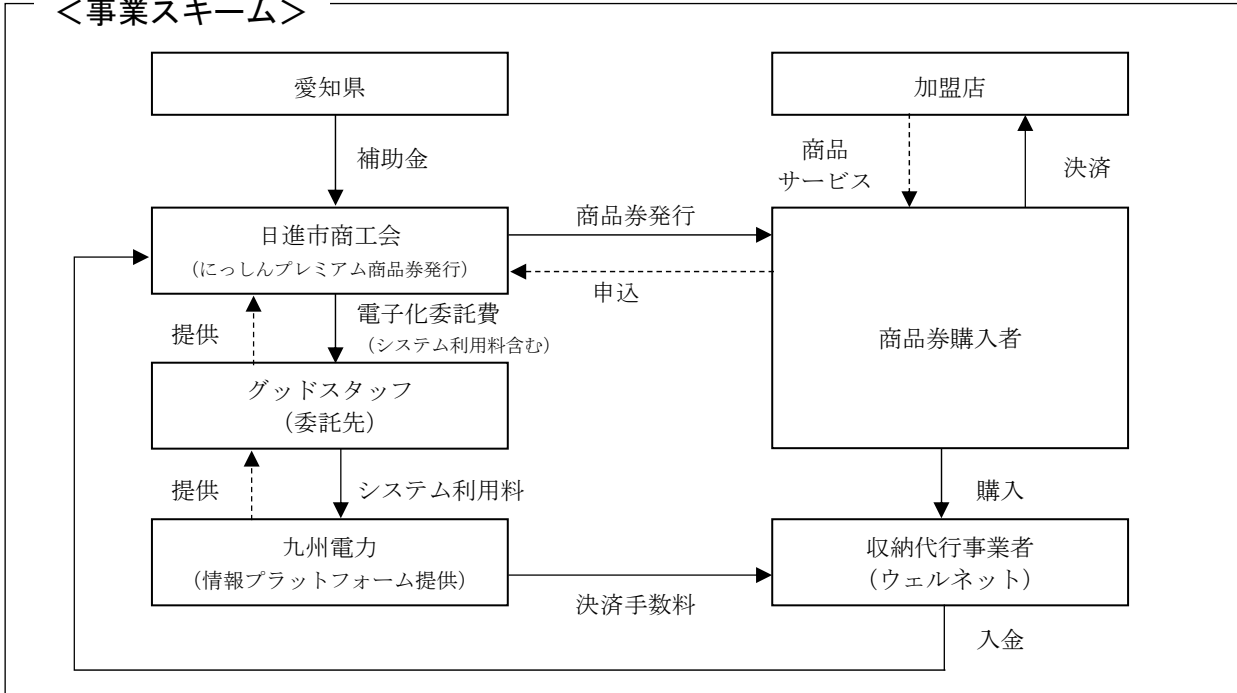 ＜事業スキーム＞
愛知県
加盟店
補助金
商品
サービス
決済
日進市商工会
（にっしんプレミアム商品券発行）
商品券発行
申込
商品券購入者
提供
電子化委託費
（システム利用料含む）
グッドスタッフ
（委託先）
提供
システム利用料
購入
九州電力
（情報プラットフォーム提供）
決済手数料
収納代行事業者
（ウェルネット）
入金